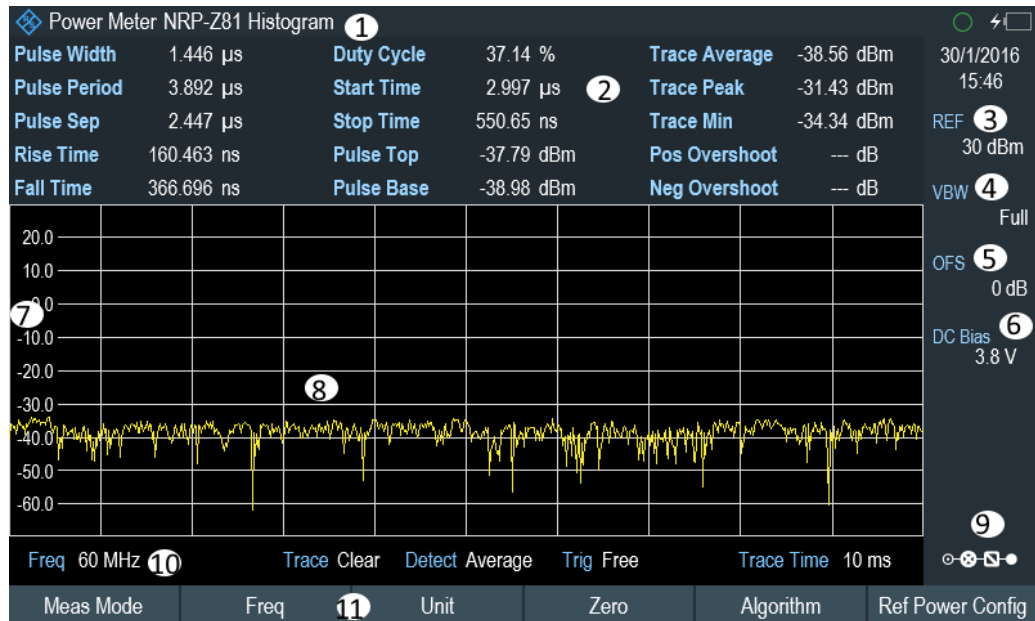 Power Meter NRP-Z81 Histogram 1
Pulse Width 1.446 µs Duty Cycle 37.14 % Trace Average -38.56 dBm
Pulse Period 3.892 µs Start Time 2.997 µs 2 Trace Peak -31.43 dBm
Pulse Sep 2.447 µs Stop Time 550.65 ns Trace Min -34.34 dBm
Rise Time 160.463 ns Pulse Top -37.79 dBm Pos Overshoot --- dB
Fall Time 366.696 ns Pulse Base -38.98 dBm Neg Overshoot --- dB
30/1/2016
15:46
REF 3
30 dBm
VBW 4
Full
OFS 5
0 dB
DC Bias 6
3.8 V
20.0
10.0
0.0
7
-10.0
-20.0
8
-30.0
-40.0
-50.0
-60.0
9
Freq 60 MHz 10 Trace Clear Detect Average Trig Free Trace Time 10 ms
Meas Mode Freq 11 Unit Zero Algorithm Ref Power Config